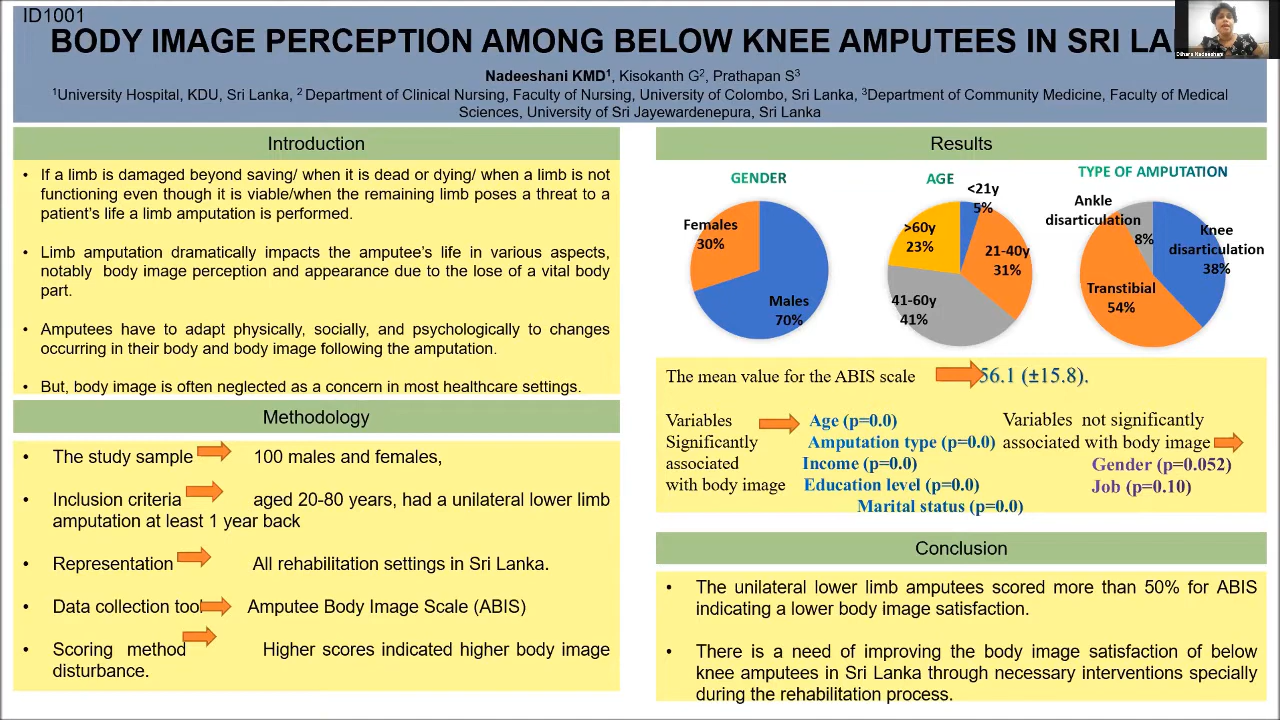 ID1001
BODY IMAGE PERCEPTION AMONG BELOW KNEE AMPUTEES IN SRI LA
Nadeeshani KMD¹, Kisokanth G², Prathapan S³
¹University Hospital, KDU, Sri Lanka, ² Department of Clinical Nursing, Faculty of Nursing, University of Colombo, Sri Lanka, ³Department of Community Medicine, Faculty of Medical
Sciences, University of Sri Jayewardenepura, Sri Lanka
Introduction
• If a limb is damaged beyond saving/ when it is dead or dying/ when a limb is not
functioning even though it is viable/when the remaining limb poses a threat to a
patient's life a limb amputation is performed.
• Limb amputation dramatically impacts the amputee's life in various aspects,
notably body image perception and appearance due to the lose of a vital body
part.
• Amputees have to adapt physically, socially, and psychologically to changes
occurring in their body and body image following the amputation.
• But, body image is often neglected as a concern in most healthcare settings.
Methodology
• The study sample 100 males and females,
• Inclusion criteria aged 20-80 years, had a unilateral lower limb
amputation at least 1 year back
• Representation All rehabilitation settings in Sri Lanka.
• Data collection tool Amputee Body Image Scale (ABIS)
• Scoring method Higher scores indicated higher body image
disturbance.
Results
GENDER
Females
30%
Males
70%
AGE
<21y
5%
>60y
23%
21-40y
31%
41-60y
41%
TYPE OF AMPUTATION
Ankle
disarticulation
8%
Knee
disarticulation
38%
Transtibial
54%
The mean value for the ABIS scale 56.1 (±15.8).
Variables
Significantly
associated
with body image
Age (p=0.0)
Amputation type (p=0.0)
Income (p=0.0)
Education level (p=0.0)
Marital status (p=0.0)
Variables not significantly
associated with body image
Gender (p=0.052)
Job (p=0.10)
Conclusion
• The unilateral lower limb amputees scored more than 50% for ABIS
indicating a lower body image satisfaction.
• There is a need of improving the body image satisfaction of below
knee amputees in Sri Lanka through necessary interventions specially
during the rehabilitation process.